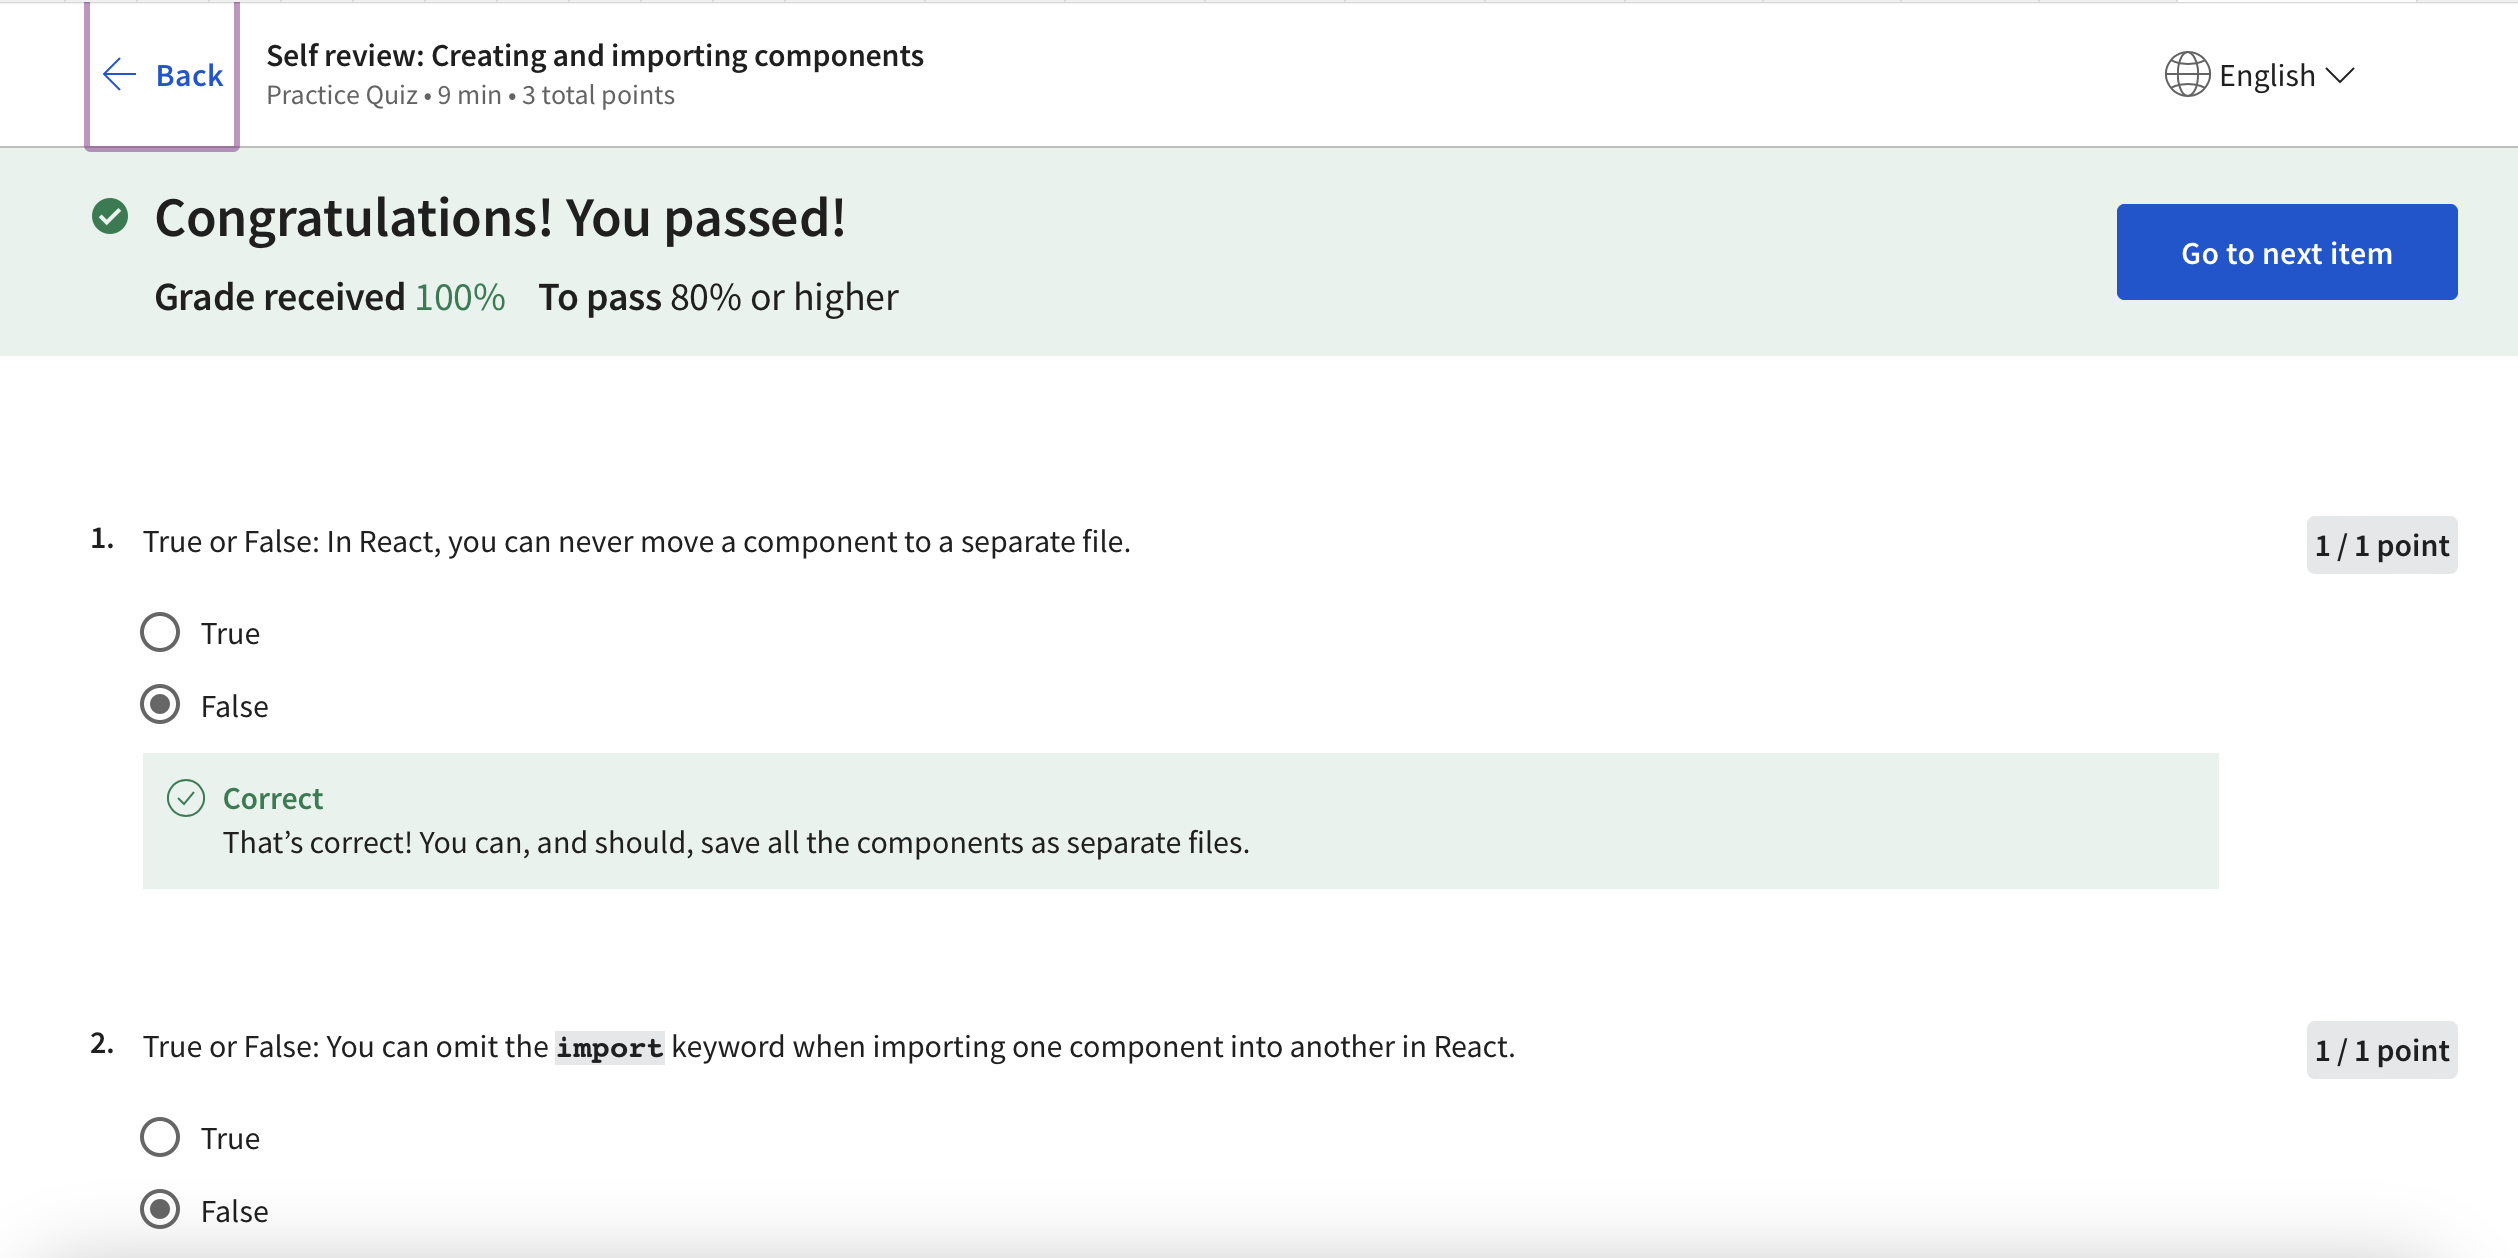 Back
Self review: Creating and importing components
Practice Quiz • 9 min • 3 total points
English
Congratulations! You passed!
Grade received 100% To pass 80% or higher
Go to next item
1. True or False: In React, you can never move a component to a separate file.
1 / 1 point
True
False
Correct
That’s correct! You can, and should, save all the components as separate files.
2. True or False: You can omit the import keyword when importing one component into another in React.
1 / 1 point
True
False